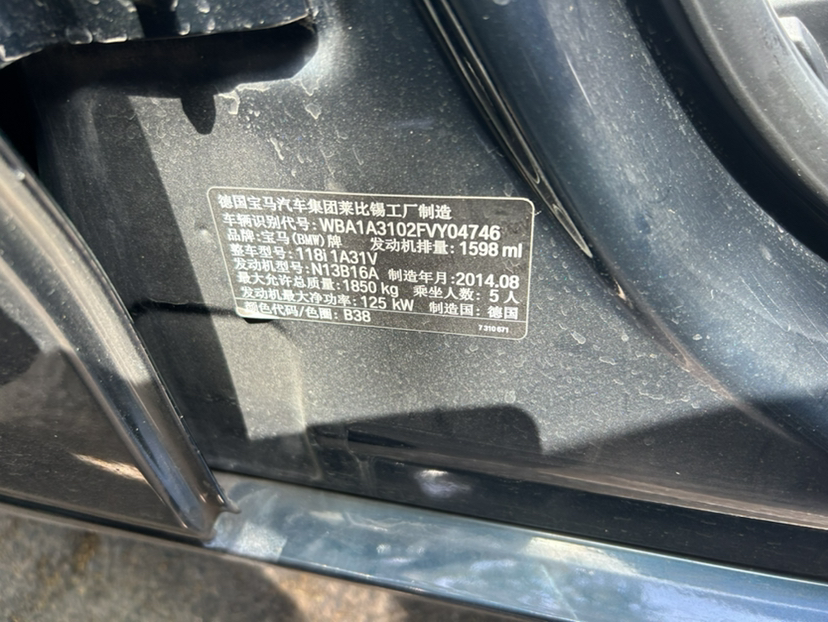 德国宝马汽车集团莱比锡工厂制造
车辆识别代号: WBA1A3102FVY04746
品牌: 宝马(BMW)牌 发动机排量: 1598 ml
整车型号: 118i 1A31V
发动机型号: N13B16A 制造年月: 2014.08
最大允许总质量: 1850 kg 乘坐人数: 5 人
发动机最大净功率: 125 kW 制造国: 德国
颜色代码/色圈: B38
7 210 671